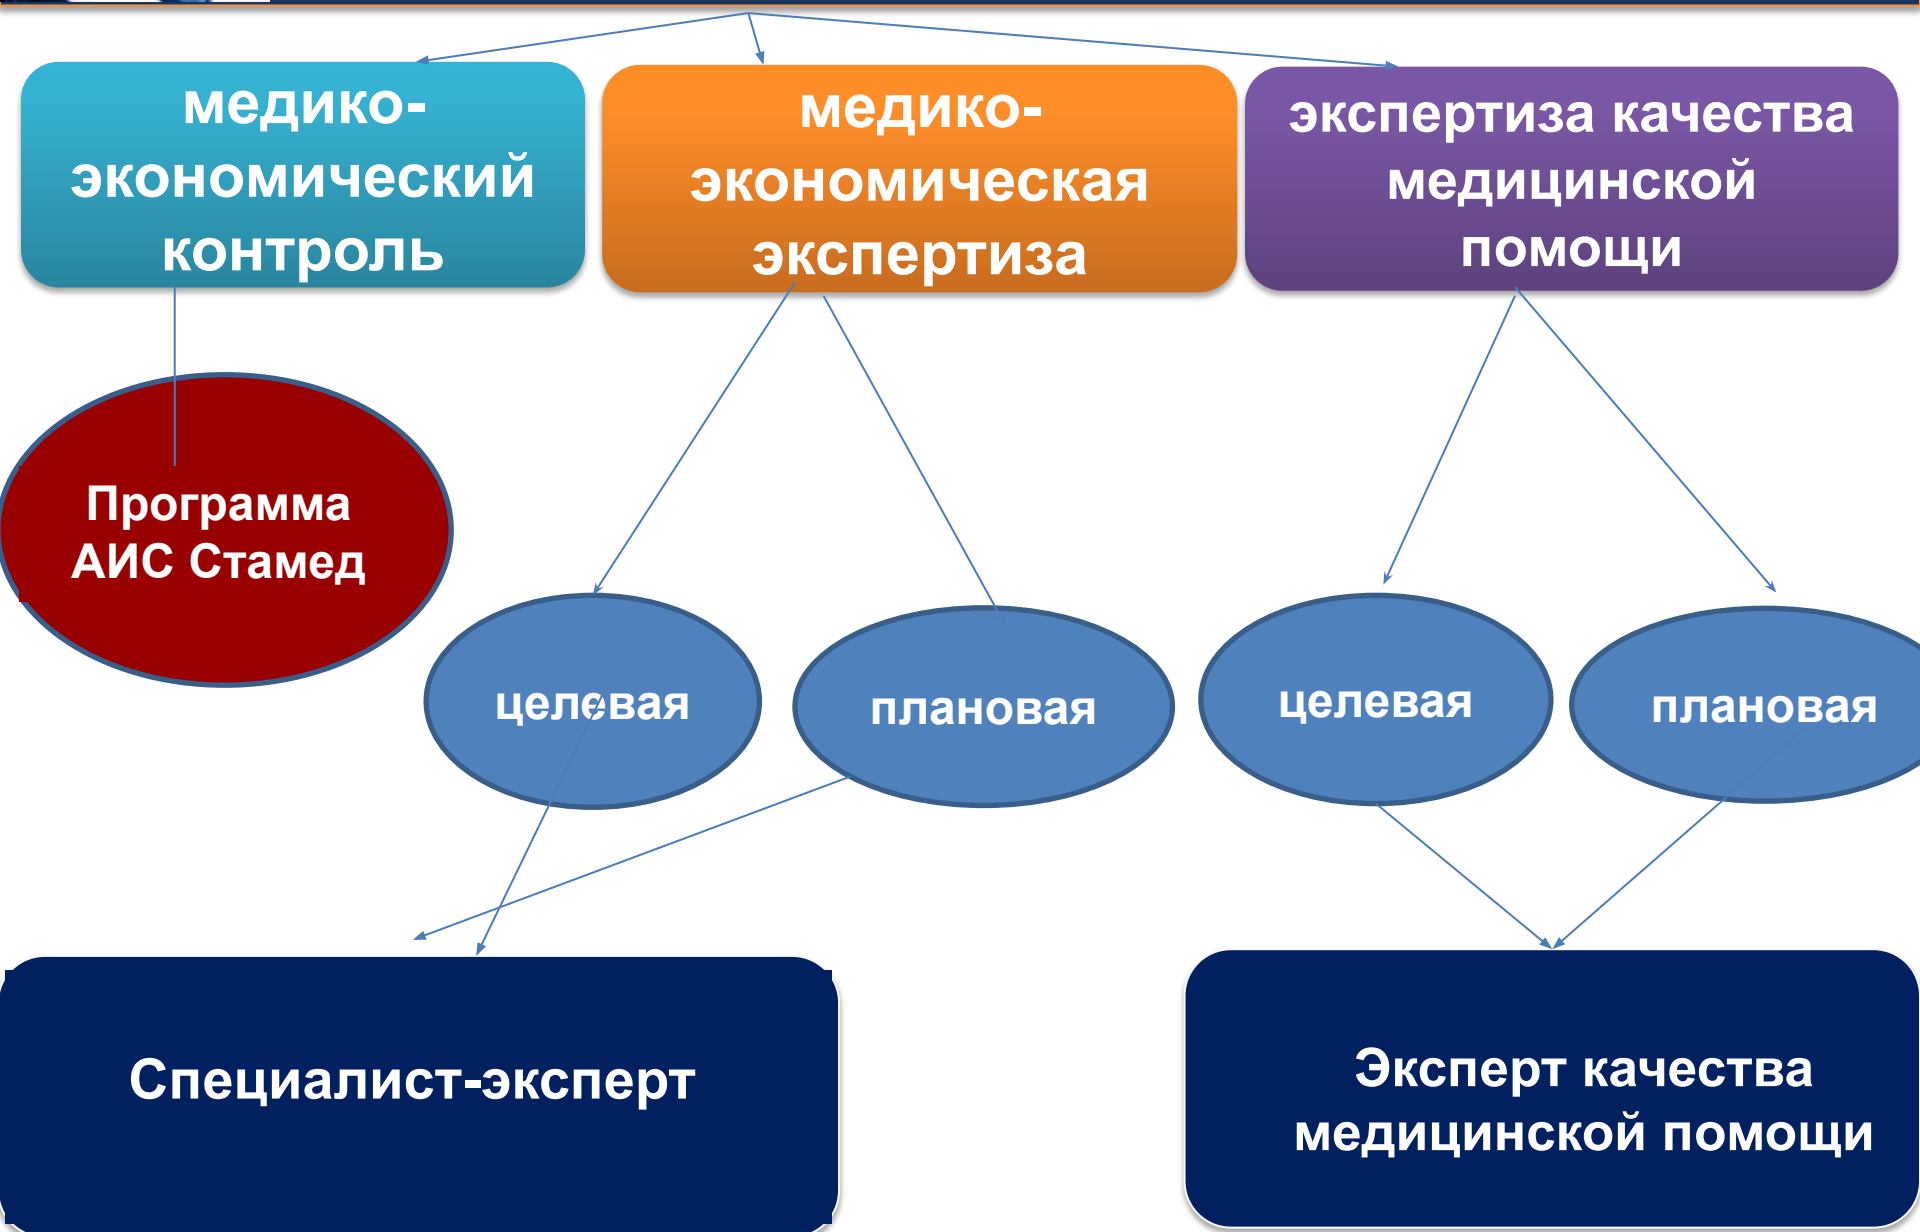 медико-
экономический
контроль
медико-
экономическая
экспертиза
экспертиза качества
медицинской
помощи
Программа
АИС Стамед
целевая
плановая
целевая
плановая
Специалист-эксперт
Эксперт качества
медицинской помощи